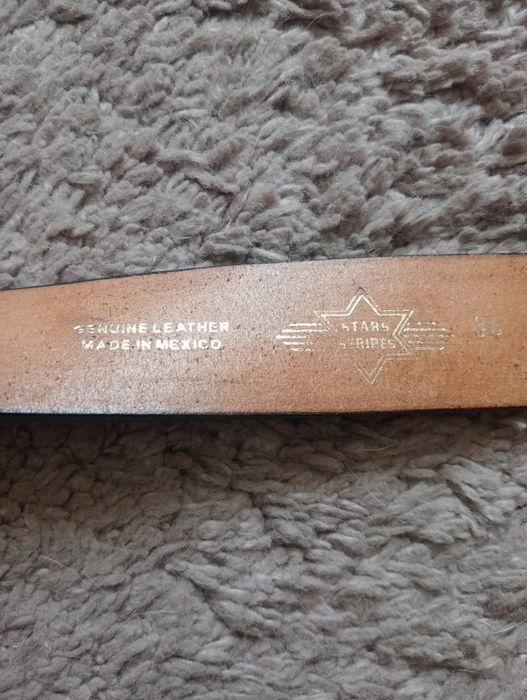 GENUINE LEATHER
MADE IN MEXICO
STARS
STRIPES